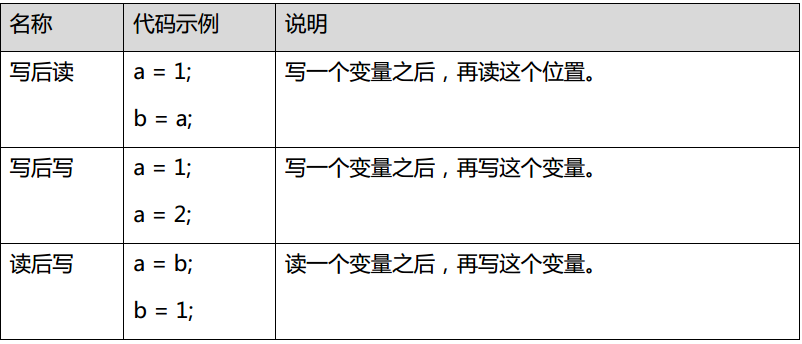 名称 代码示例 说明
写后读 a = 1; 写一个变量之后，再读这个位置。
b = a;
写后写 a = 1; 写一个变量之后，再写这个变量。
a = 2;
读后写 a = b; 读一个变量之后，再写这个变量。
b = 1;